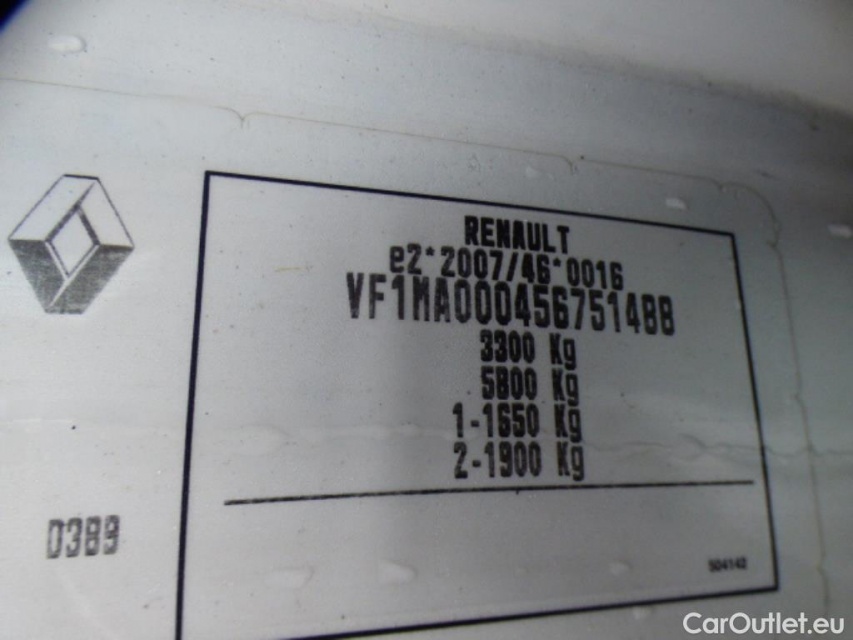 RENAULT
e2*2007/46*0016
VF1MA000456751488
3300 Kg
5800 Kg
1-1650 Kg
2-1900 Kg
D389
504142
CarOutlet.eu